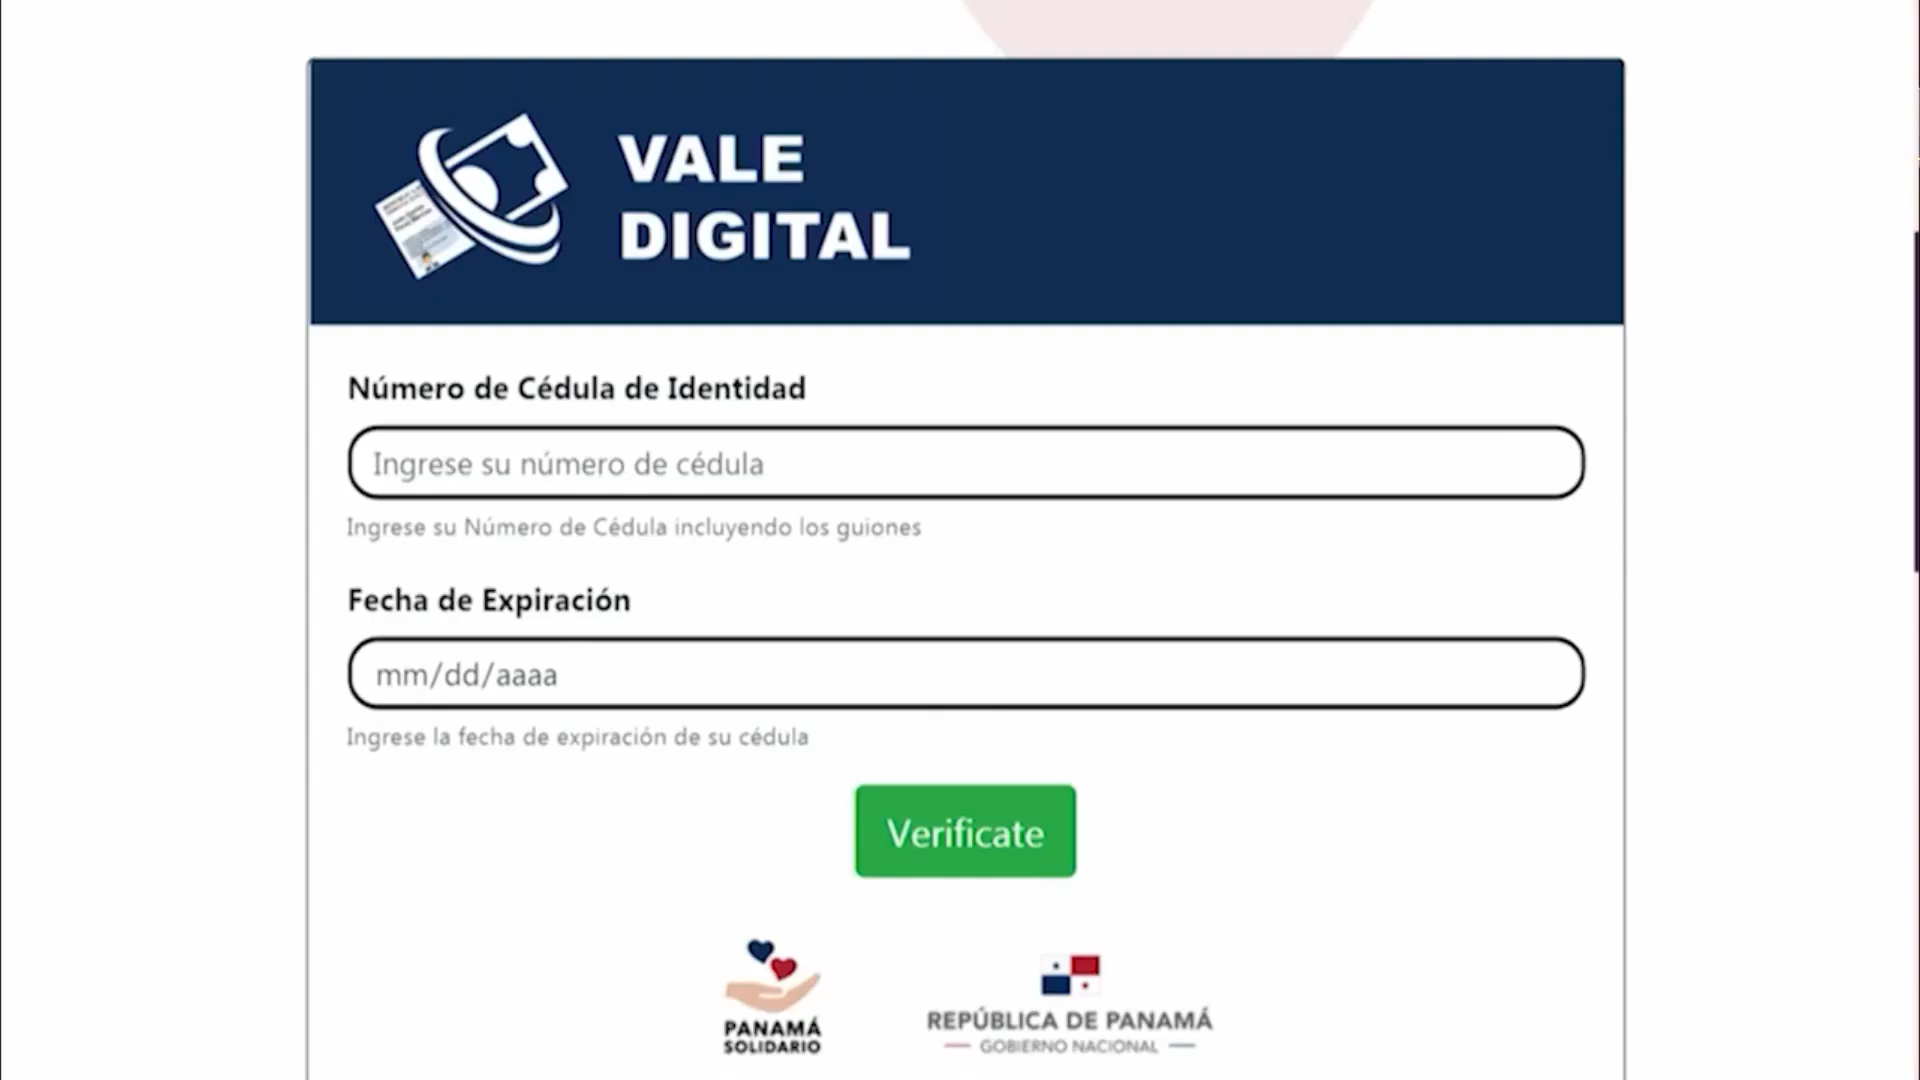 VALE
DIGITAL
Número de Cédula de Identidad
Ingrese su número de cédula
Ingrese su Número de Cédula incluyendo los guiones
Fecha de Expiración
mm/dd/aaaa
Ingrese la fecha de expiración de su cédula
Verificate
PANAMÁ
SOLIDARIO
REPÚBLICA DE PANAMÁ
GOBIERNO NACIONAL